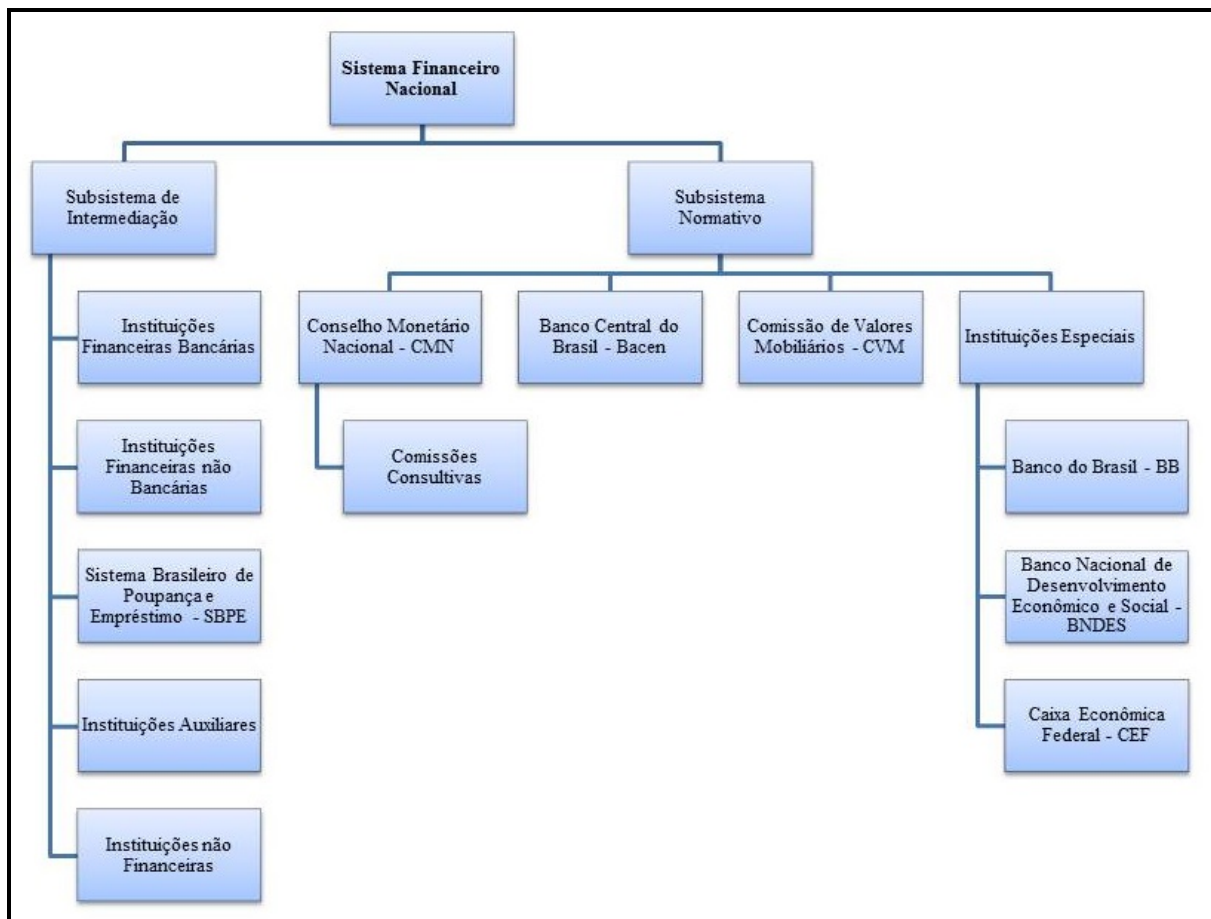 Sistema Financeiro
Nacional
Subsistema de
Intermediação
Subsistema
Normativo
Instituições
Financeiras Bancárias
Conselho Monetário
Nacional - CMN
Banco Central do
Brasil - Bacen
Comissão de Valores
Mobiliários - CVM
Instituições Especiais
Instituições
Financeiras não
Bancárias
Comissões
Consultivas
Banco do Brasil - BB
Sistema Brasileiro de
Poupança e
Empréstimo - SBPE
Banco Nacional de
Desenvolvimento
Econômico e Social -
BNDES
Instituições Auxiliares
Caixa Econômica
Federal - CEF
Instituições não
Financeiras